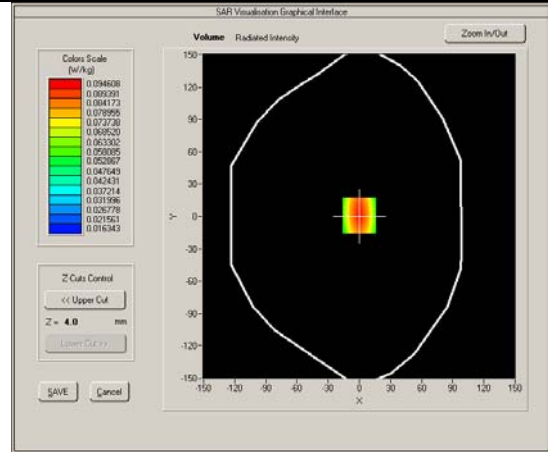 SAR Visualisation Graphical Interface
Volume Radiated Intensity
Zoom In/Out
Colors Scale
(W/kg)
0.094608
0.089391
0.084173
0.078955
0.073738
0.068520
0.063302
0.058085
0.052867
0.047649
0.042431
0.037214
0.031996
0.026778
0.021561
0.016343
Z Cuts Control
<< Upper Cut
Z = 4.0 mm
Lower Cut >>
SAVE Cancel
150
120
90
60
30
0
-30
-60
-90
-120
-150
Y
-150 -120 -90 -60 -30 0 30 60 90 120 150
X